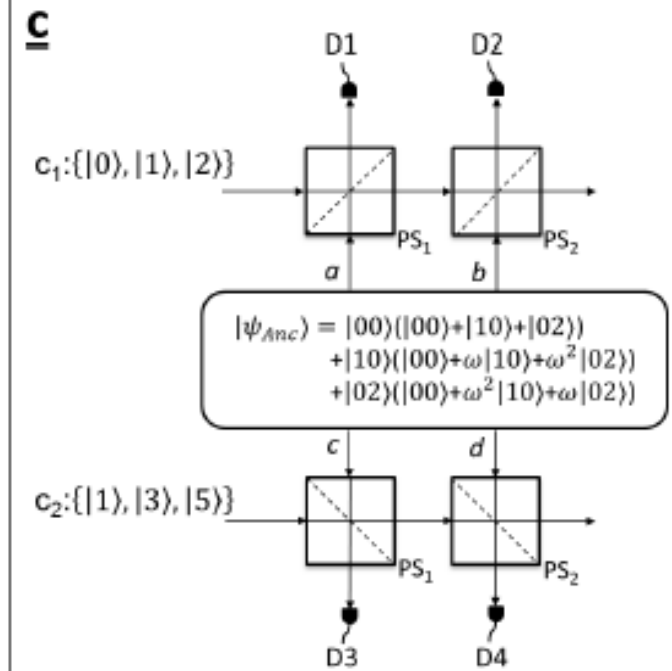 c
D1 D2
c₁:{|0⟩,|1⟩,|2⟩}
PS₁ PS₂
a b
|ψ_Anc⟩ = |00⟩(|00⟩+|10⟩+|02⟩)
+|10⟩(|00⟩+ω|10⟩+ω²|02⟩)
+|02⟩(|00⟩+ω²|10⟩+ω|02⟩)
c d
c₂:{|1⟩,|3⟩,|5⟩}
PS₁ PS₂
D3 D4